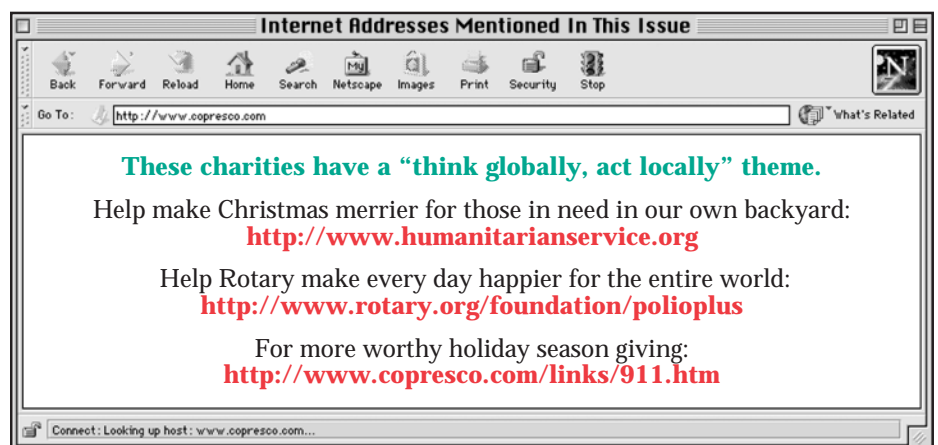 Internet Addresses Mentioned In This Issue
Back Forward Reload Home Search My Netscape Images Print Security Stop N
Go To: http://www.copresco.com What's Related
These charities have a “think globally, act locally” theme.
Help make Christmas merrier for those in need in our own backyard:
http://www.humanitarianservice.org
Help Rotary make every day happier for the entire world:
http://www.rotary.org/foundation/polioplus
For more worthy holiday season giving:
http://www.copresco.com/links/911.htm
Connect: Looking up host: www.copresco.com...